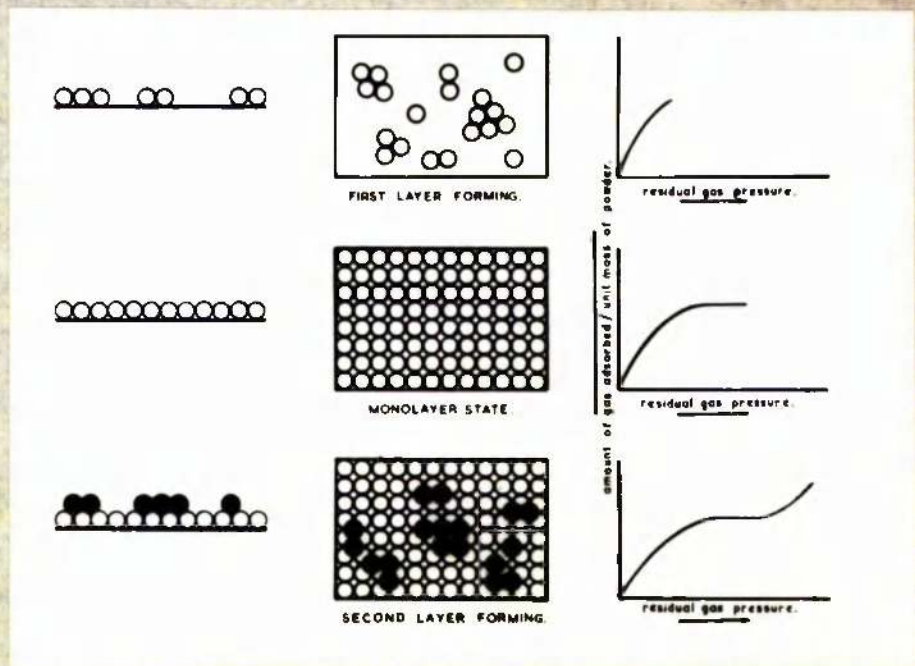 FIRST LAYER FORMING.
residual gas pressure.
amount of gas adsorbed/unit mass of powder.
MONOLAYER STATE.
residual gas pressure.
SECOND LAYER FORMING.
residual gas pressure.